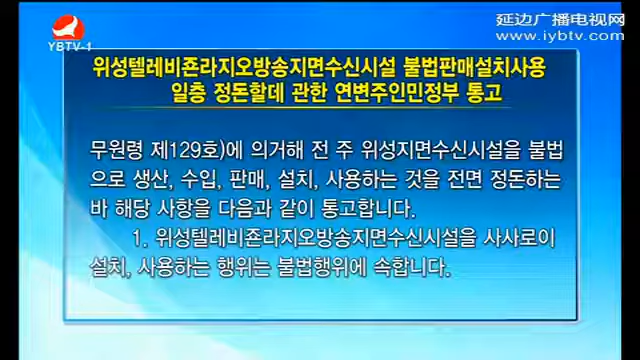 延边广播电视网
www.iybtv.com
YBTV-1
위성텔레비죤라지오방송지면수신시설 불법판매설치사용
일층 정돈할데 관한 연변주인민정부 통고
무원령 제129호)에 의거해 전 주 위성지면수신시설을 불법
으로 생산, 수입, 판매, 설치, 사용하는 것을 전면 정돈하는
바 해당 사항을 다음과 같이 통고합니다.
1. 위성텔레비죤라지오방송지면수신시설을 사사로이
설치, 사용하는 행위는 불법행위에 속합니다.